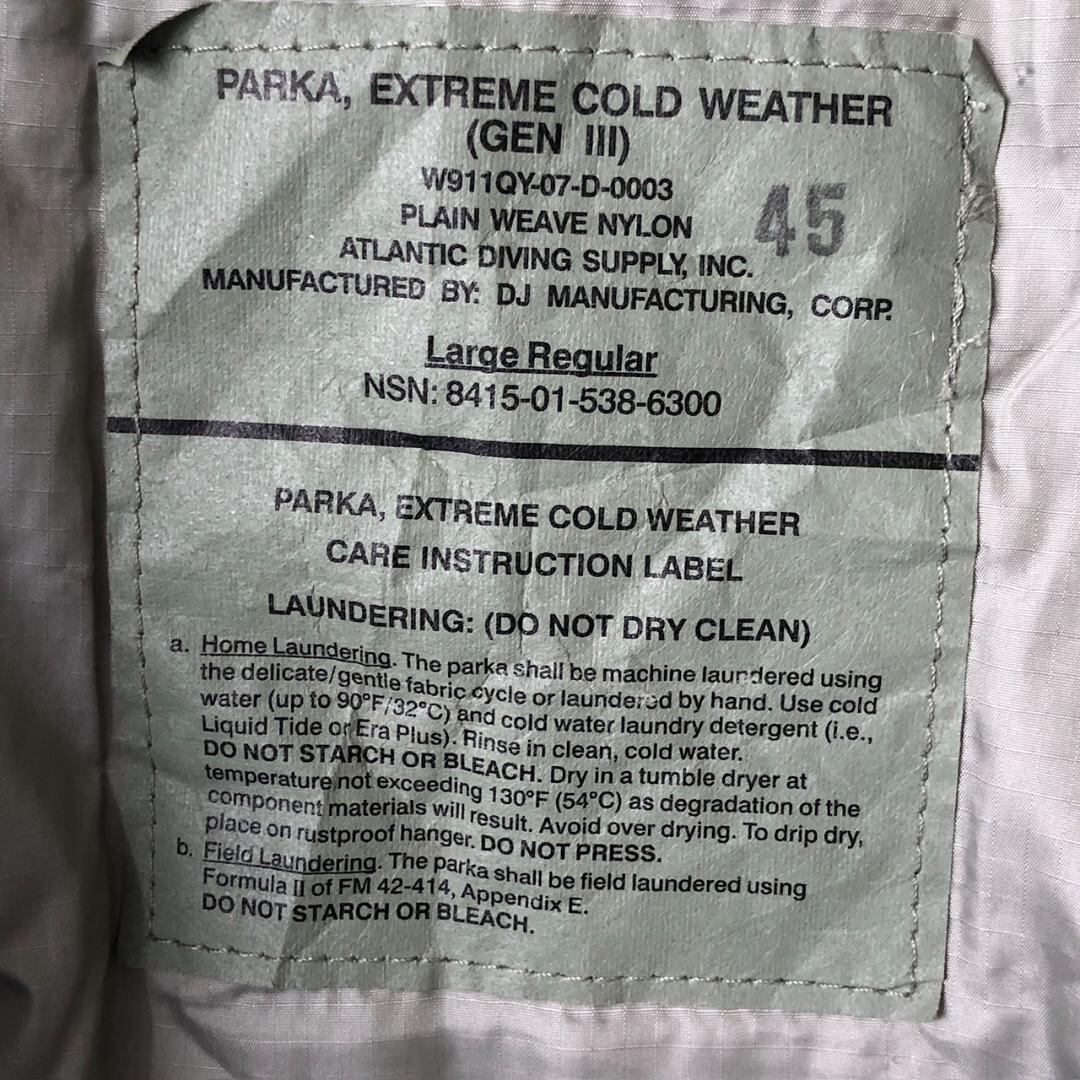 PARKA, EXTREME COLD WEATHER
(GEN III)
W911QY-07-D-0003
PLAIN WEAVE NYLON
45
ATLANTIC DIVING SUPPLY, INC.
MANUFACTURED BY: DJ MANUFACTURING, CORP.
Large Regular
NSN: 8415-01-538-6300
PARKA, EXTREME COLD WEATHER
CARE INSTRUCTION LABEL
LAUNDERING: (DO NOT DRY CLEAN)
a. Home Laundering. The parka shall be machine laundered using
the delicate/gentle fabric cycle or laundered by hand. Use cold
water (up to 90°F/32°C) and cold water laundry detergent (i.e.,
Liquid Tide or Era Plus). Rinse in clean, cold water.
DO NOT STARCH OR BLEACH. Dry in a tumble dryer at
temperature not exceeding 130°F (54°C) as degradation of the
component materials will result. Avoid over drying. To drip dry,
place on rustproof hanger. DO NOT PRESS.
b. Field Laundering. The parka shall be field laundered using
Formula II of FM 42-414, Appendix E.
DO NOT STARCH OR BLEACH.